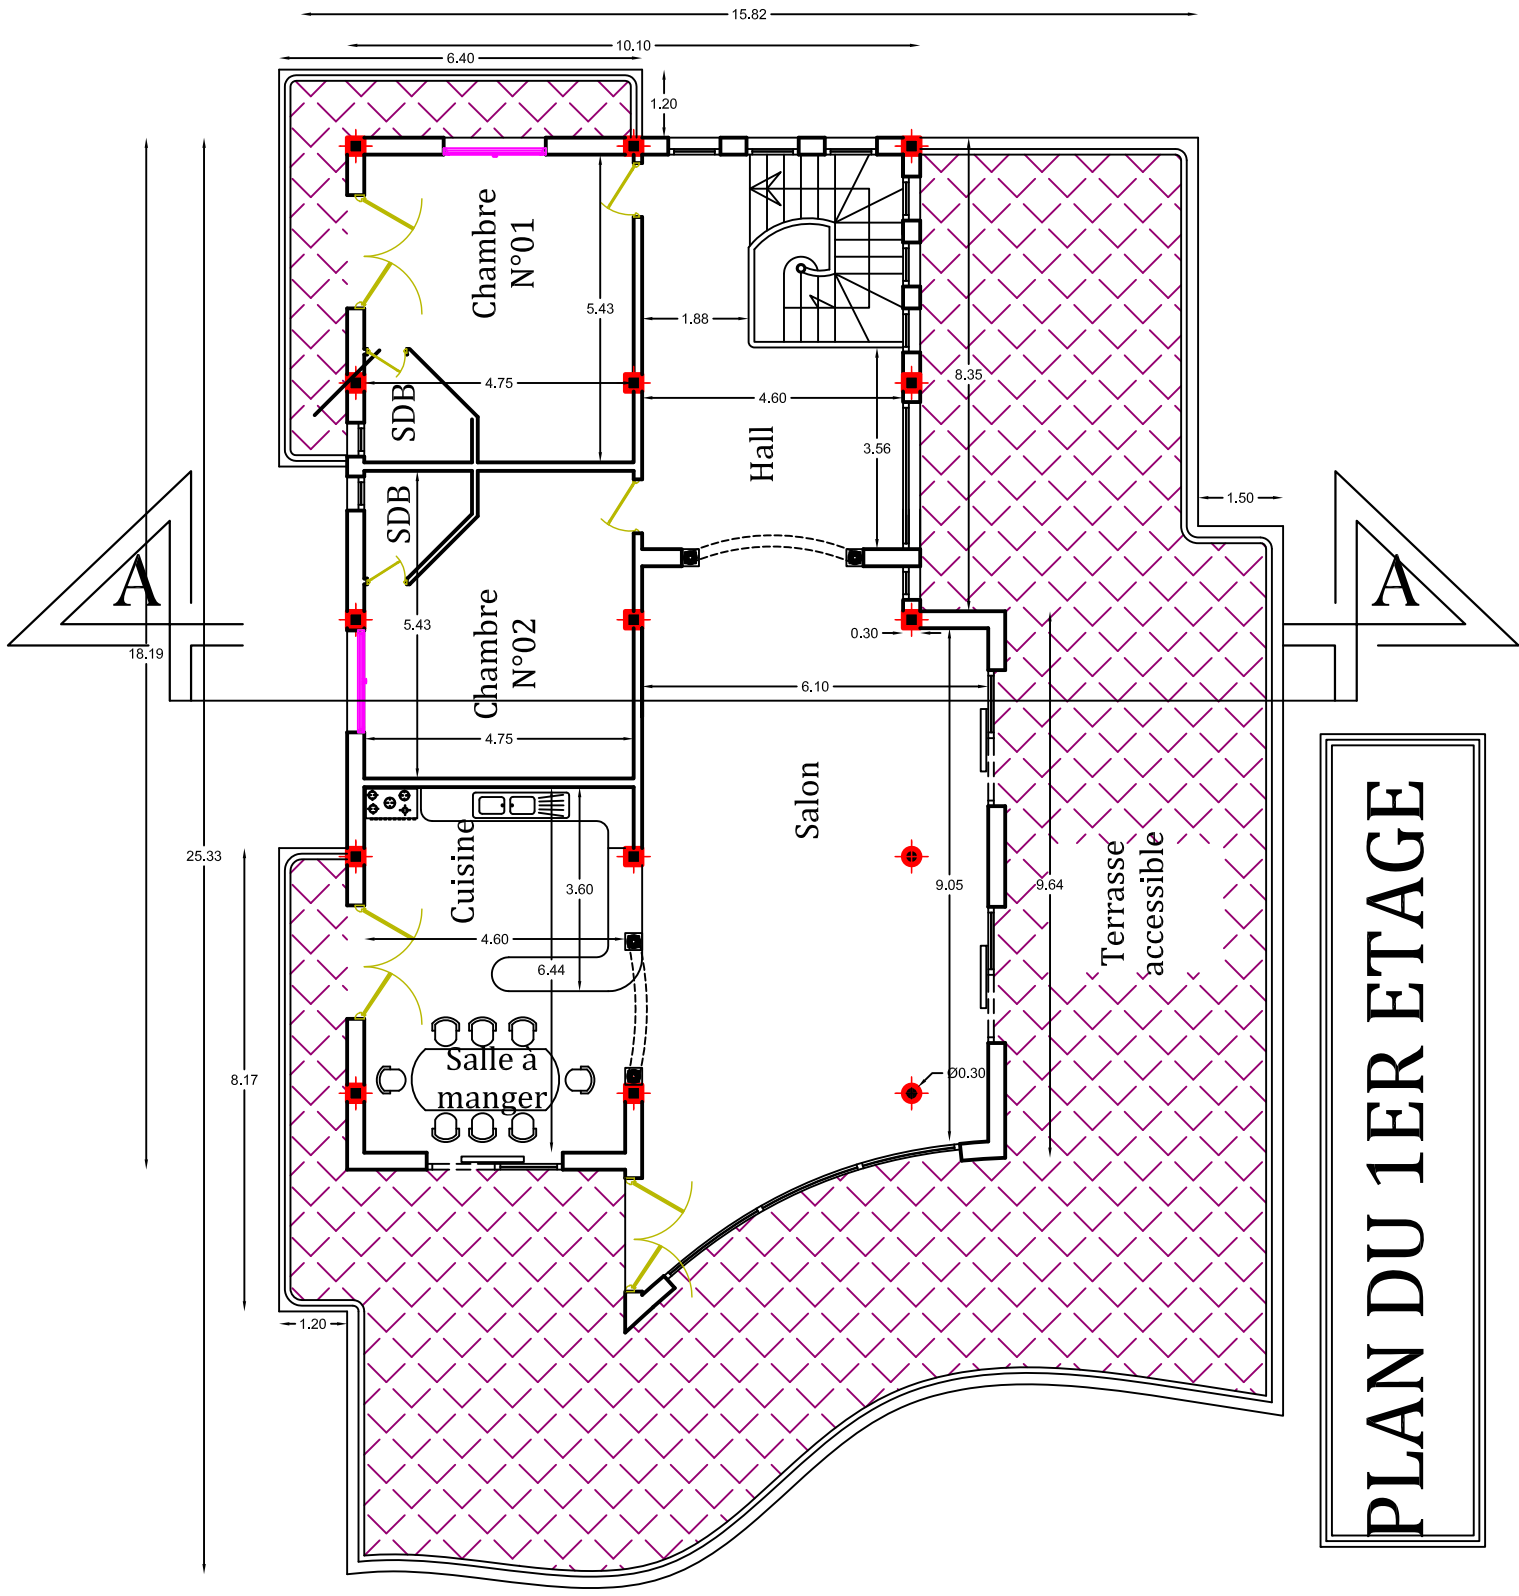 15.82
10.10
6.40
1.20
Chambre
N°01
5.43
1.88
8.35
4.75
4.60
SDB
3.56
Hall
1.50
SDB
A
A
Chambre
N°02
5.43
0.30
18.19
6.10
4.75
Salon
Cuisine
25.33
3.60
9.05
9.64
Terrasse
accessible
4.60
6.44
Salle à
manger
8.17
Ø0.30
1.20
PLAN DU 1ER ETAGE